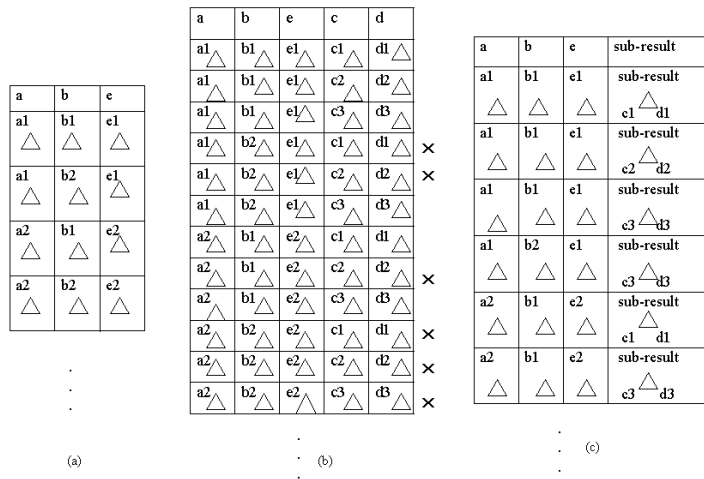 a b e
a1 b1 e1
a1 b2 e1
a2 b1 e2
a2 b2 e2
(a)
a b e c d
a1 b1 e1 c1 d1
a1 b1 e1 c2 d2
a1 b1 e1 c3 d3
a1 b2 e1 c1 d1 ×
a1 b2 e1 c2 d2 ×
a1 b2 e1 c3 d3
a2 b1 e2 c1 d1
a2 b1 e2 c2 d2 ×
a2 b1 e2 c3 d3
a2 b2 e2 c1 d1 ×
a2 b2 e2 c2 d2 ×
a2 b2 e2 c3 d3 ×
(b)
a b e sub-result
a1 b1 e1 sub-result
c1 d1
a1 b1 e1 sub-result
c2 d2
a1 b1 e1 sub-result
c3 d3
a1 b2 e1 sub-result
c3 d3
a2 b1 e2 sub-result
c1 d1
a2 b1 e2 sub-result
c3 d3
(c)